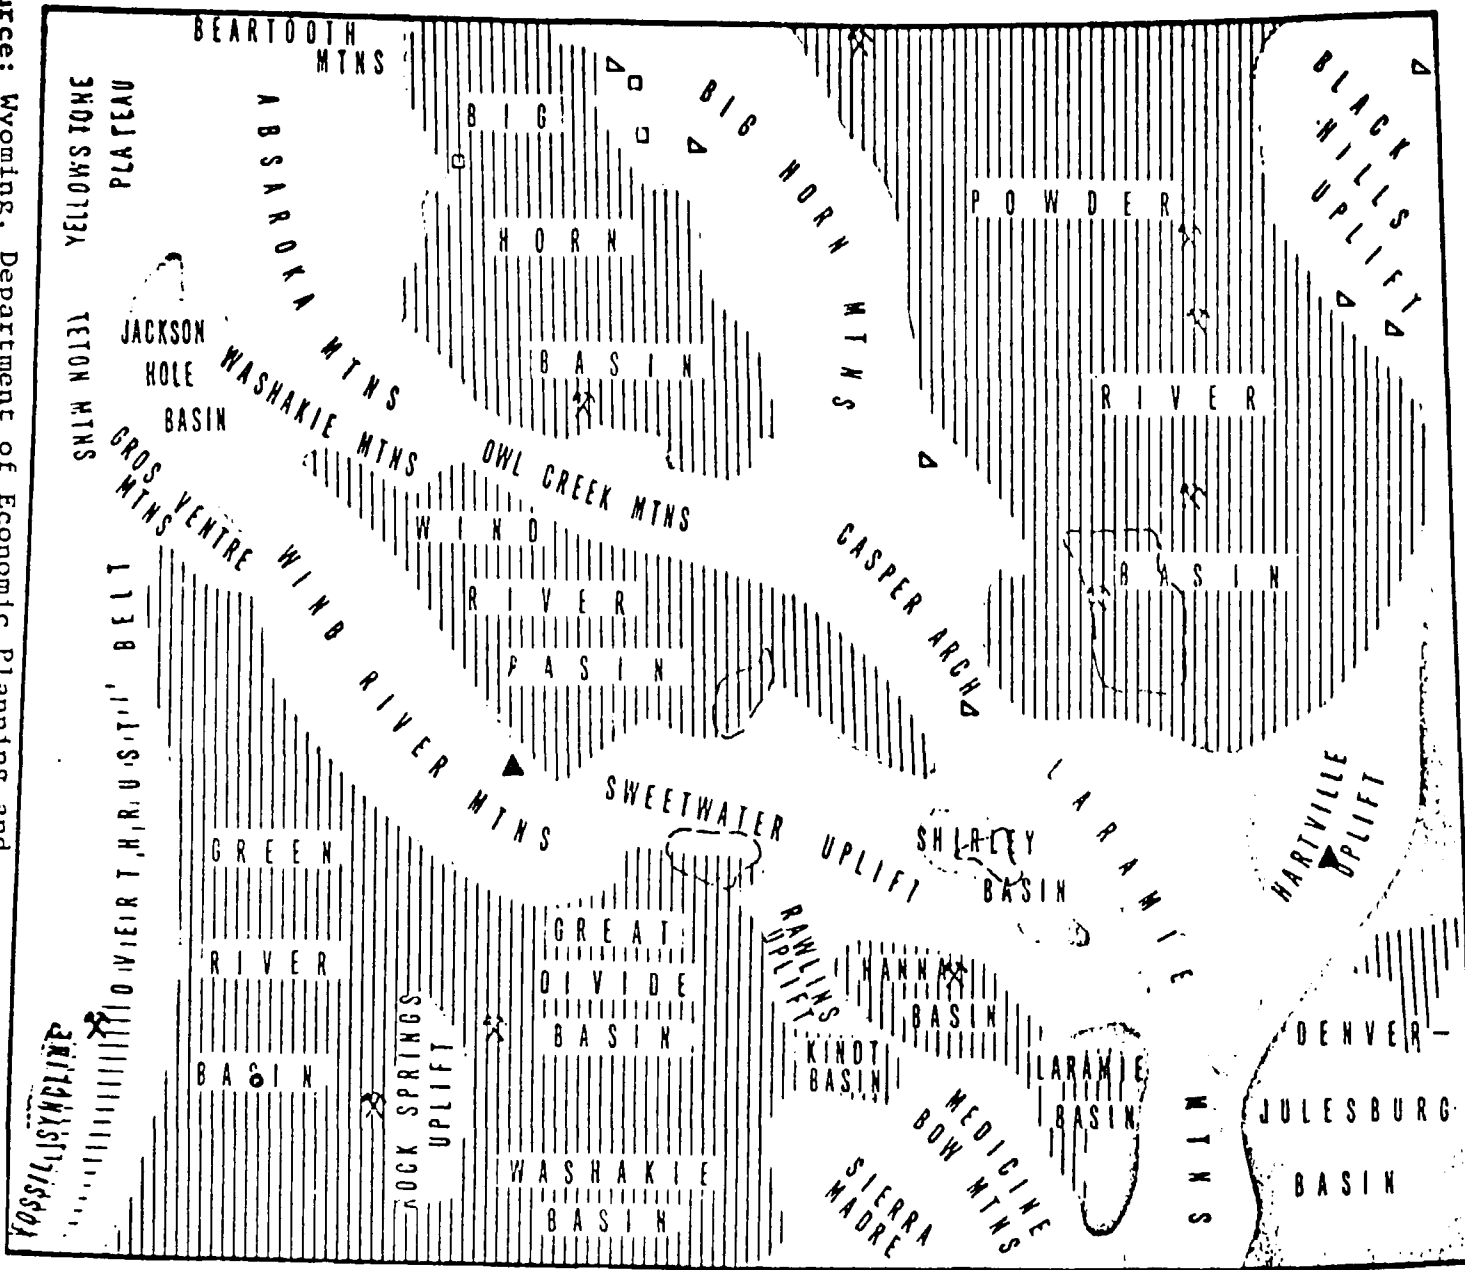 rce: Wyoming, Department of Economic Planning and
BEARTOOTH
MTNS
YELLOWSTONE
PLATEAU
ABSAROKA MTNS
BIG
HORN
BASIN
BIG HORN MTNS
POWDER
RIVER
BASIN
BLACK
HILLS
UPLIFT
TETON MTNS
JACKSON
HOLE
BASIN
WASHAKIE MTNS
GROS VENTRE
MTNS
OWL CREEK MTNS
WIND
RIVER
BASIN
WIND RIVER MTNS
CASPER ARCH
OVERTHRUST BELT
SWEETWATER UPLIFT
SHIRLEY
BASIN
LARAMIE MTNS
HARTVILLE
UPLIFT
GREEN
RIVER
BASIN
ROCK SPRINGS
UPLIFT
GREAT
DIVIDE
BASIN
RAWLINS
UPLIFT
HANNA
BASIN
KINDT
BASIN
LARAMIE
BASIN
DENVER-
JULESBURG
BASIN
FOSSIL SYNCLINE
WASHAKIE
BASIN
SIERRA
MADRE
MEDICINE
BOW MTNS